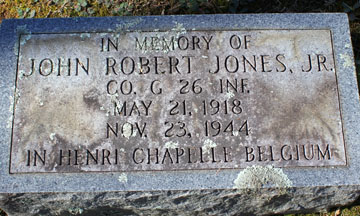 IN MEMORY OF
JOHN ROBERT JONES, JR.
CO. G 26 INF.
MAY 21, 1918
NOV. 23, 1944
IN HENRI CHAPLELE BELGIUM